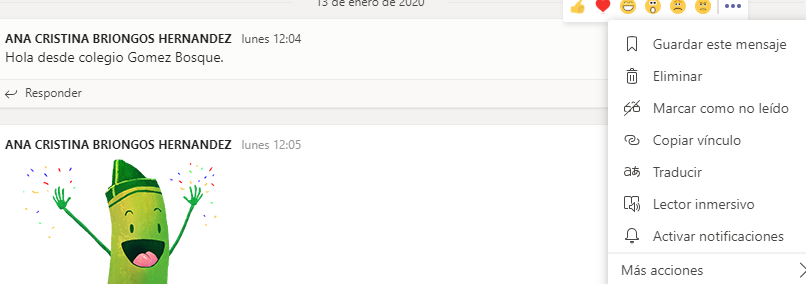 13 de enero de 2020
ANA CRISTINA BRIONGOS HERNANDEZ lunes 12:04
Hola desde colegio Gomez Bosque.
Responder
ANA CRISTINA BRIONGOS HERNANDEZ lunes 12:05
Guardar este mensaje
Eliminar
Marcar como no leído
Copiar vínculo
Traducir
aあ
Lector inmersivo
Activar notificaciones
Más acciones